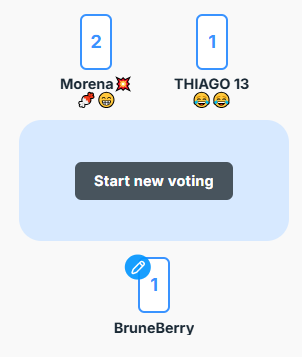 2
1
Morena💥
🍗😁
THIAGO 13
😂😂
Start new voting
1
BruneBerry